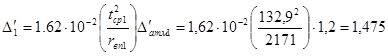 Δ'₁ = 1.62·10⁻² (t²ср1 / rвп1) Δ'атд = 1,62·10⁻² (132,9² / 2171) ·1,2 = 1,475